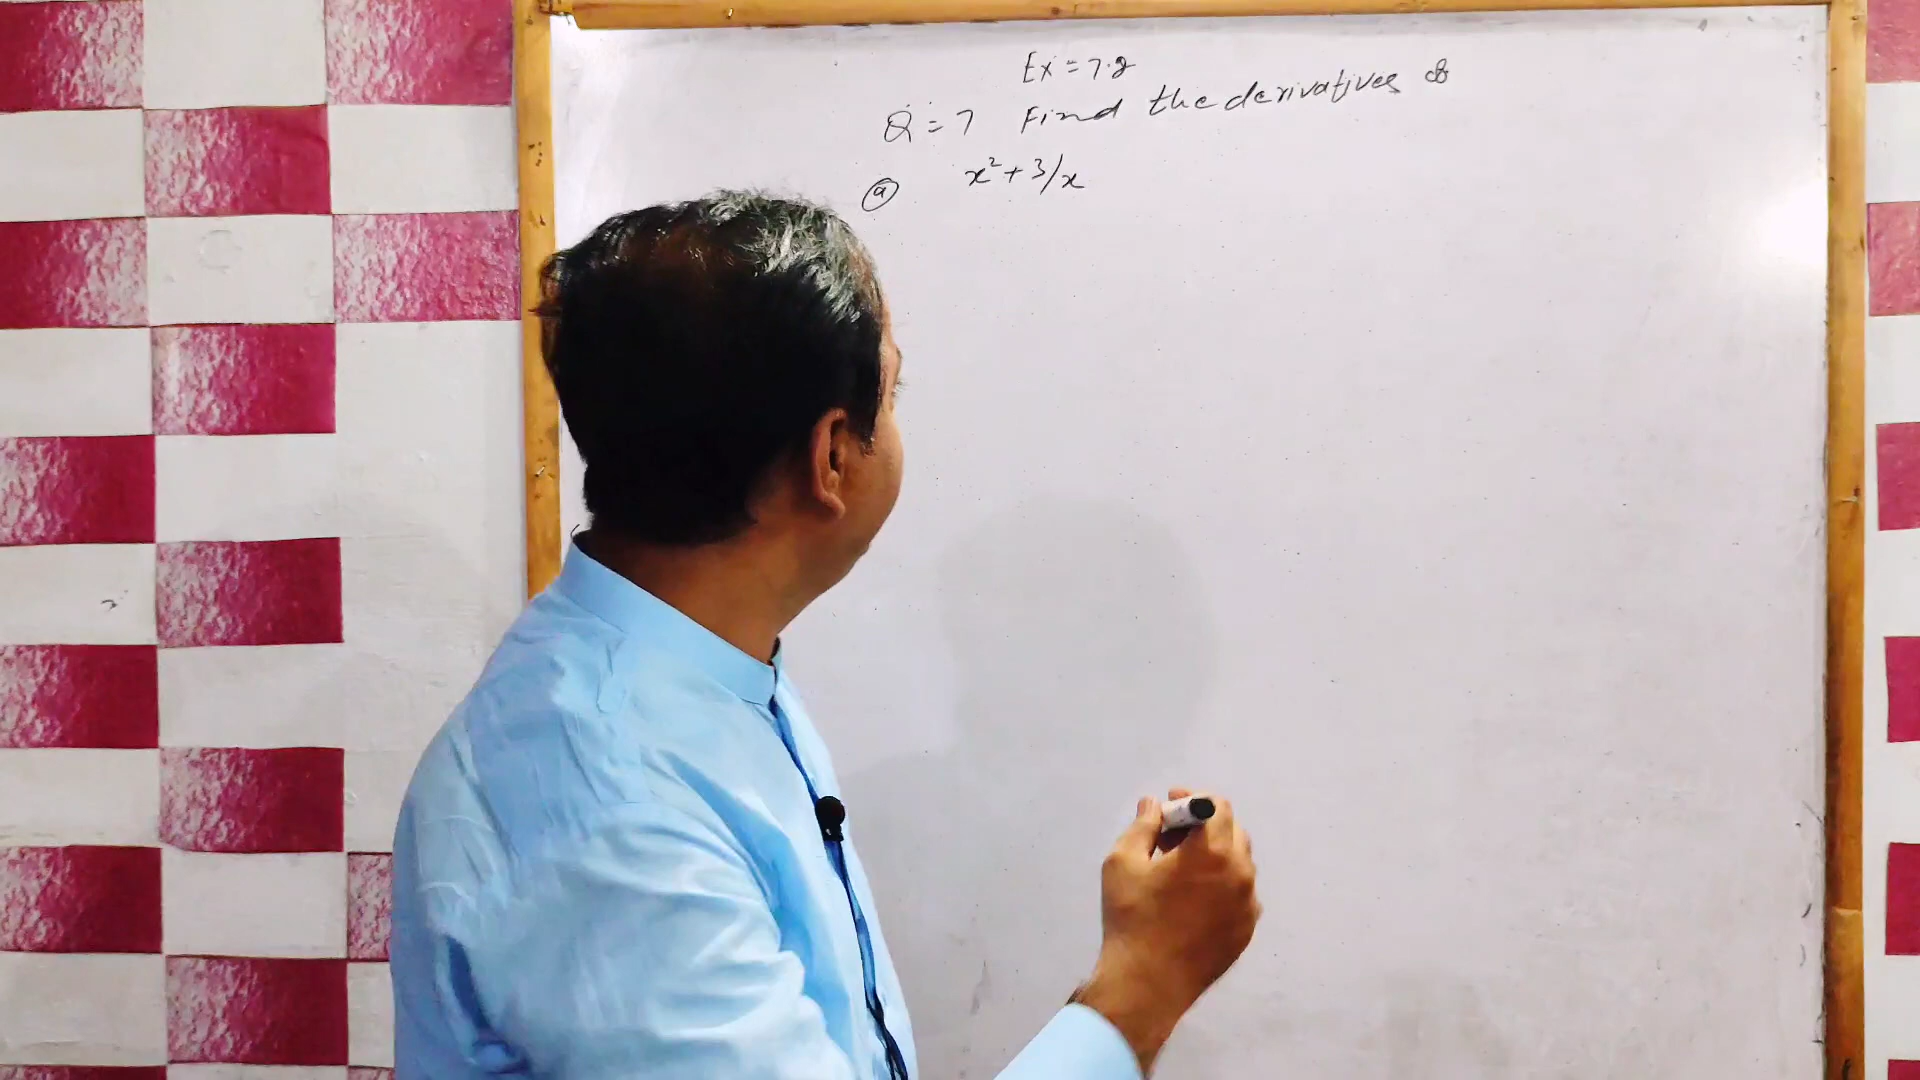 Ex = 7.2
Q = 7 Find the derivatives of
(a) x² + 3/x